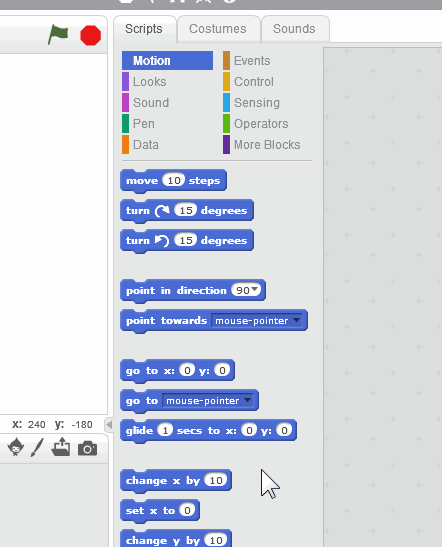 Scripts Costumes Sounds
Motion Events
Looks Control
Sound Sensing
Pen Operators
Data More Blocks
move 10 steps
turn 15 degrees
turn 15 degrees
point in direction 90
point towards mouse-pointer
go to x: 0 y: 0
go to mouse-pointer
glide 1 secs to x: 0 y: 0
x: 240 y: -180
change x by 10
set x to 0
change y by 10